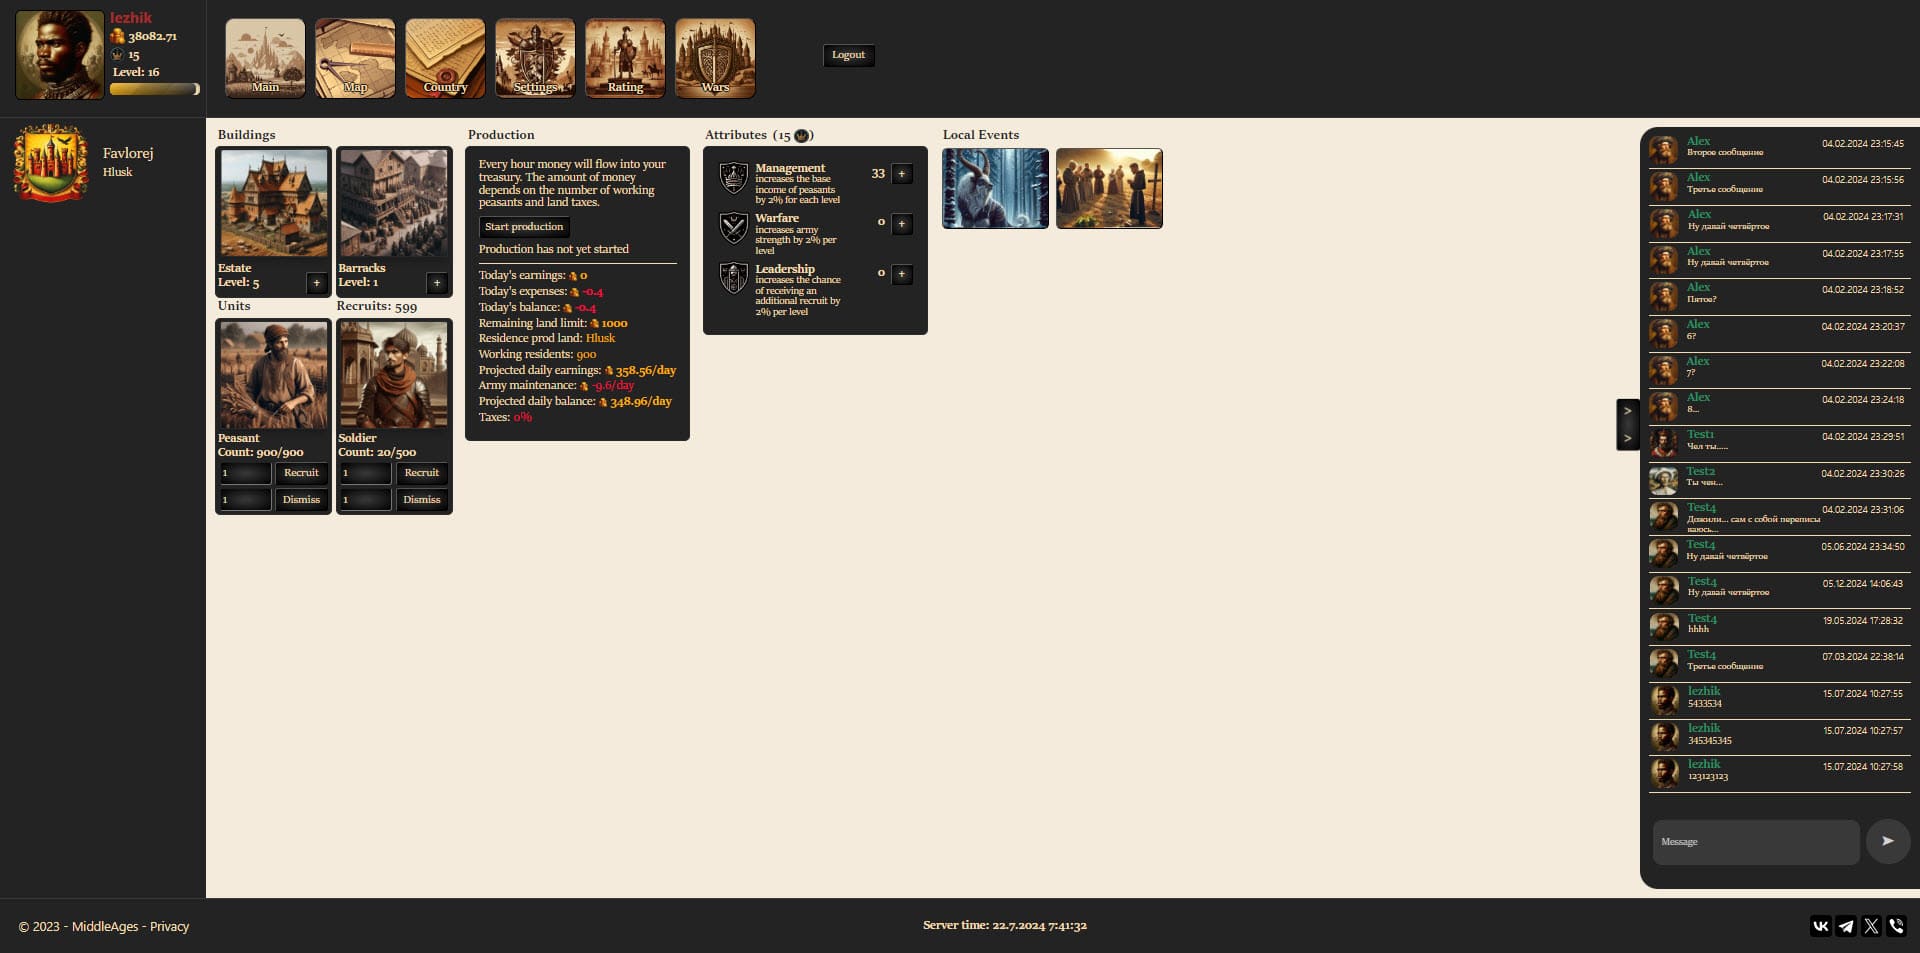 lezhik
38082.71
15
Level: 16
Main
Map
Country
Settings
Rating
Wars
Logout
Favlorej
Hlusk
Buildings
Estate
Level: 5
+
Barracks
Level: 1
+
Units
Recruits: 599
Peasant
Count: 900/900
1
Recruit
1
Dismiss
Soldier
Count: 20/500
1
Recruit
1
Dismiss
Production
Every hour money will flow into your
treasury. The amount of money
depends on the number of working
peasants and land taxes.
Start production
Production has not yet started
Today's earnings: 0
Today's expenses: -0.4
Today's balance: -0.4
Remaining land limit: 1000
Residence prod land: Hlusk
Working residents: 900
Projected daily earnings: 358.56/day
Army maintenance: -9.6/day
Projected daily balance: 348.96/day
Taxes: 0%
Attributes (15 )
Management
increases the base
income of peasants
by 2% for each level
33
+
Warfare
increases army
strength by 2% per
level
0
+
Leadership
increases the chance
of receiving an
additional recruit by
2% per level
0
+
Local Events
>
>
Alex 04.02.2024 23:15:45
Второе сообщение
Alex 04.02.2024 23:15:56
Третье сообщение
Alex 04.02.2024 23:17:31
Ну давай четвёртое
Alex 04.02.2024 23:17:55
Ну давай четвёртое
Alex 04.02.2024 23:18:52
Пятое?
Alex 04.02.2024 23:20:37
6?
Alex 04.02.2024 23:22:08
7?
Alex 04.02.2024 23:24:18
8...
Test1 04.02.2024 23:29:51
Чел ты.....
Test2 04.02.2024 23:30:26
Ты чен...
Test4 04.02.2024 23:31:06
Дожили... сам с собой переписы
ваюсь...
Test4 05.06.2024 23:34:50
Ну давай четвёртое
Test4 05.12.2024 14:06:43
Ну давай четвёртое
Test4 19.05.2024 17:28:32
hhhh
Test4 07.03.2024 22:38:14
Третье сообщение
lezhik 15.07.2024 10:27:55
5433534
lezhik 15.07.2024 10:27:57
345345345
lezhik 15.07.2024 10:27:58
123123123
Message
© 2023 - MiddleAges - Privacy
Server time: 22.7.2024 7:41:32